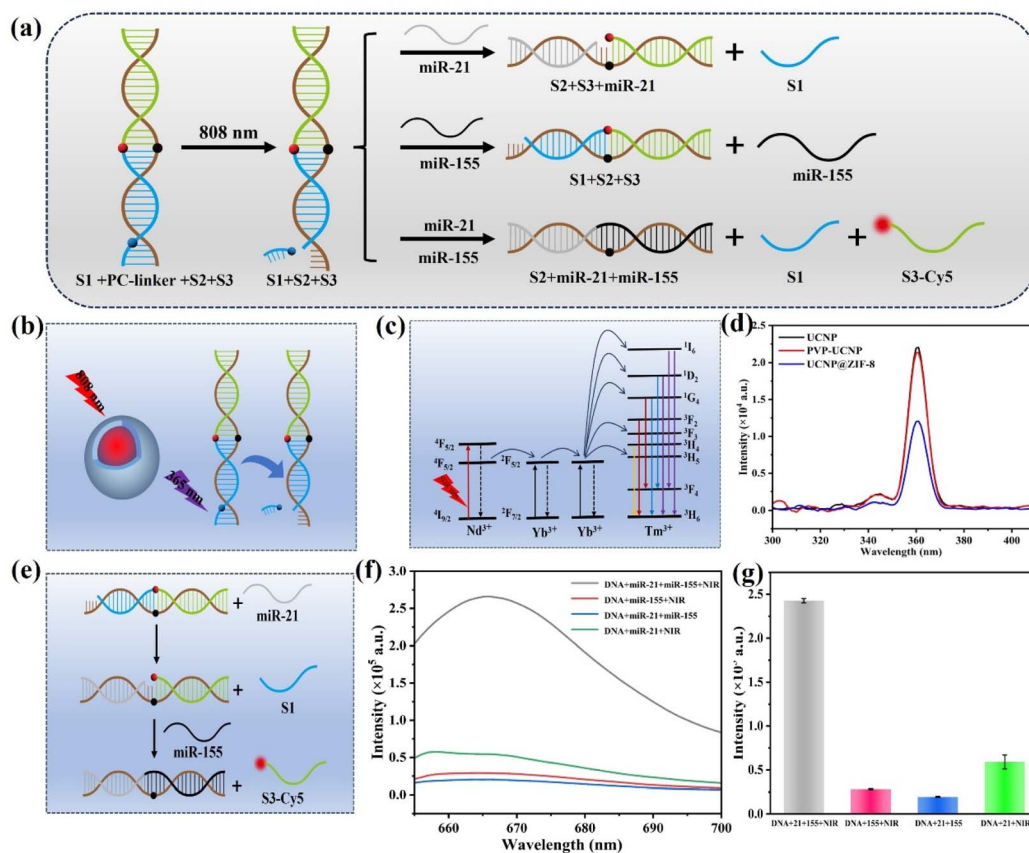 (a)
808 nm
S1 +PC-linker +S2+S3
S1+S2+S3
miR-21
S2+S3+miR-21
+
S1
miR-155
S1+S2+S3
+
miR-155
miR-21
miR-155
S2+miR-21+miR-155
+
S1
+
S3-Cy5
(b)
808 nm
365 nm
(c)
⁴F₅/₂
⁴F₅/₂
⁴I₉/₂
Nd³⁺
²F₅/₂
²F₇/₂
Yb³⁺
Yb³⁺
¹I₆
¹D₂
¹G₄
³F₂
³F₃
³H₄
³H₅
³F₄
³H₆
Tm³⁺
(d)
UCNP
PVP-UCNP
UCNP@ZIF-8
Intensity (×10⁴ a.u.)
2.5
2.0
1.5
1.0
0.5
0.0
300 320 340 360 380 400
Wavelength (nm)
(e)
+
miR-21
+
S1
miR-155
+
S3-Cy5
(f)
DNA+miR-21+miR-155+NIR
DNA+miR-155+NIR
DNA+miR-21+miR-155
DNA+miR-21+NIR
Intensity (×10⁵ a.u.)
3.0
2.5
2.0
1.5
1.0
0.5
0.0
660 670 680 690 700
Wavelength (nm)
(g)
Intensity (×10⁵ a.u.)
2.5
2.0
1.5
1.0
0.5
0.0
DNA+21+155+NIR DNA+155+NIR DNA+21+155 DNA+21+NIR